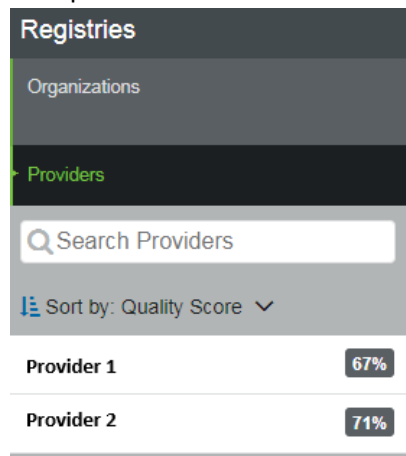 Registries
Organizations
Providers
Search Providers
Sort by: Quality Score
Provider 1 67%
Provider 2 71%